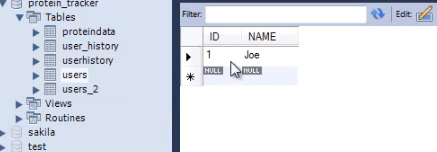 protein_tracker
Tables
proteindata
user_history
userhistory
users
users_2
Views
Routines
sakila
test
Filter:
Edit:
ID NAME
1 Joe
NULL NULL